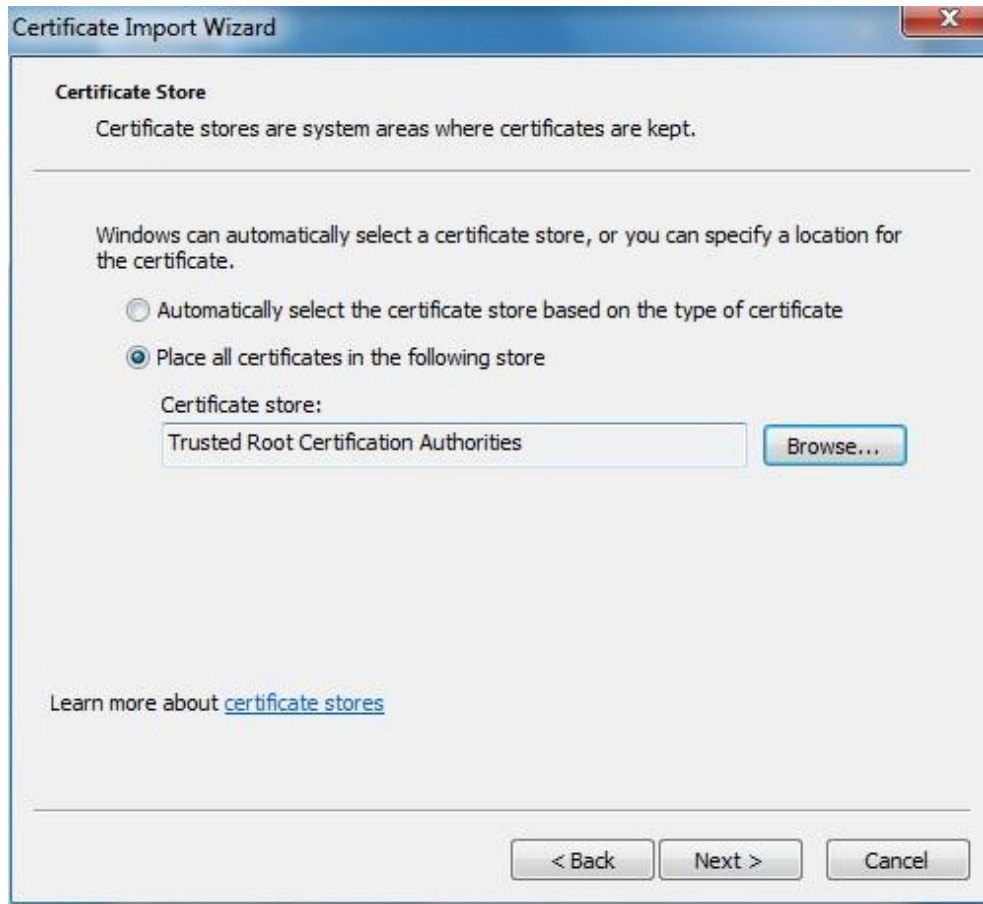 Certificate Import Wizard
Certificate Store
Certificate stores are system areas where certificates are kept.
Windows can automatically select a certificate store, or you can specify a location for
the certificate.
Automatically select the certificate store based on the type of certificate
Place all certificates in the following store
Certificate store:
Trusted Root Certification Authorities
Browse...
Learn more about certificate stores
< Back
Next >
Cancel